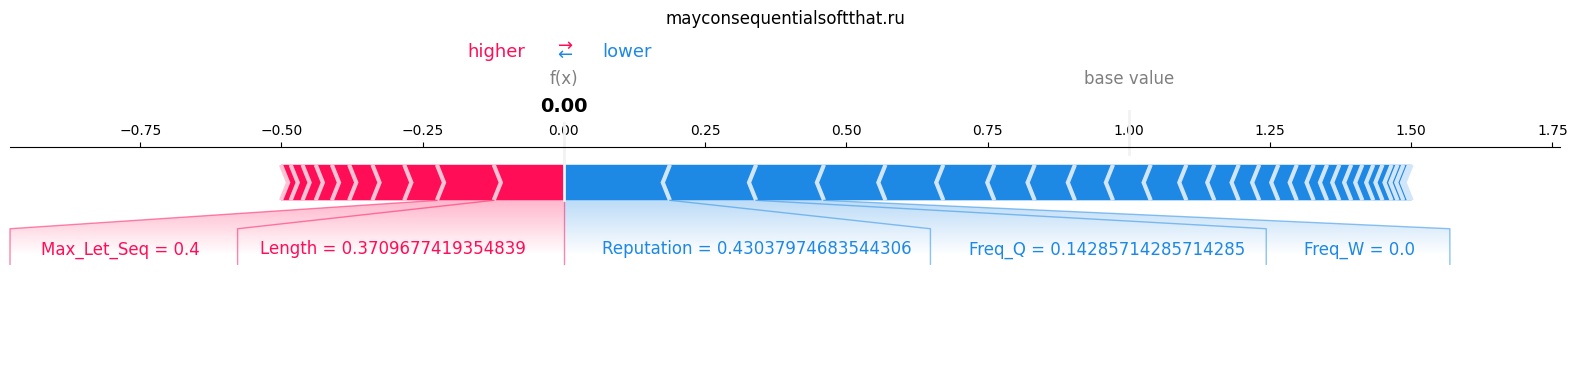 mayconsequentialsoftthat.ru
higher ⇄ lower
f(x) base value
0.00
−0.75 −0.50 −0.25 0.00 0.25 0.50 0.75 1.00 1.25 1.50 1.75
Max_Let_Seq = 0.4 Length = 0.3709677419354839 Reputation = 0.43037974683544306 Freq_Q = 0.14285714285714285 Freq_W = 0.0